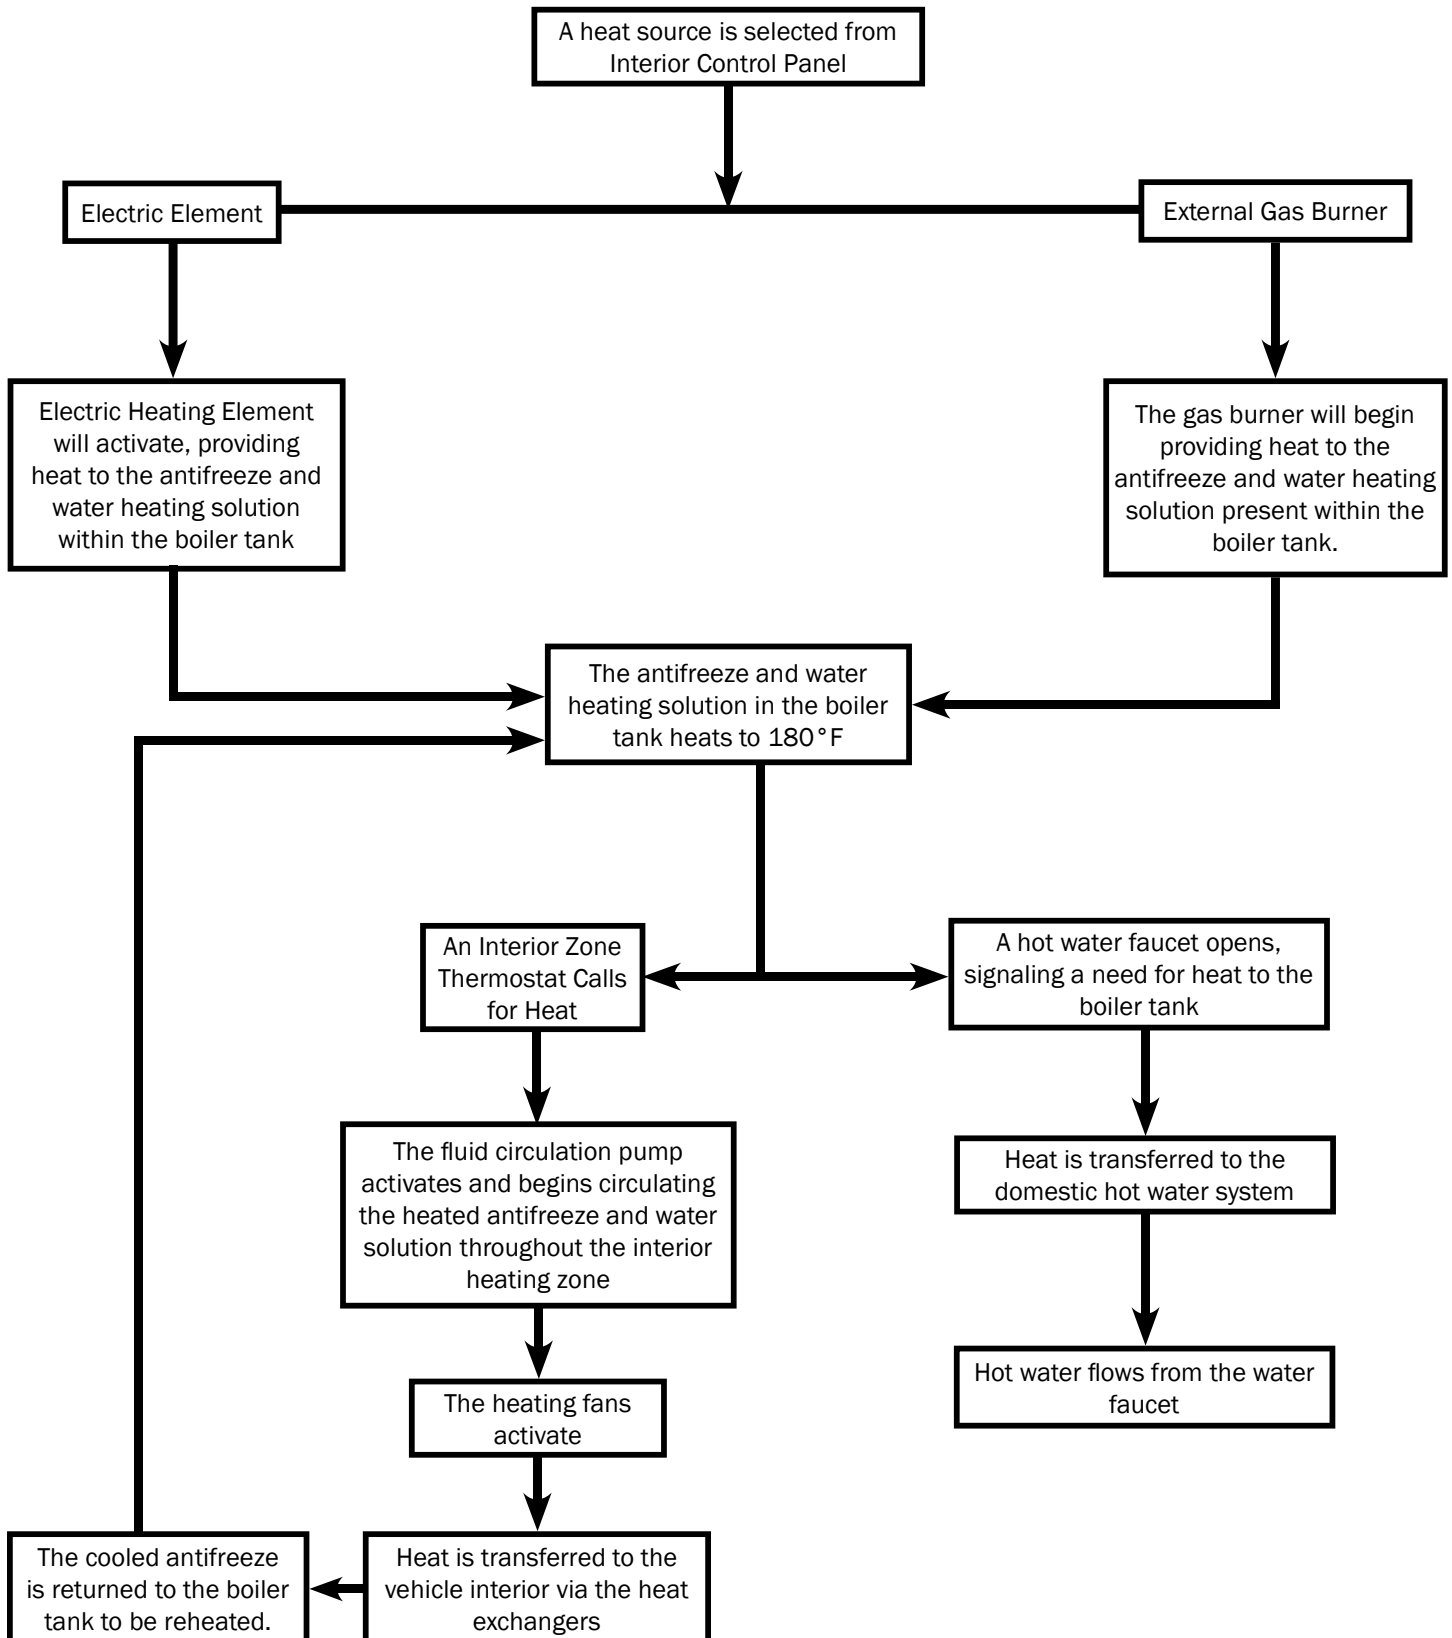 A heat source is selected from
Interior Control Panel
Electric Element
External Gas Burner
Electric Heating Element
will activate, providing
heat to the antifreeze and
water heating solution
within the boiler tank
The gas burner will begin
providing heat to the
antifreeze and water heating
solution present within the
boiler tank.
The antifreeze and water
heating solution in the boiler
tank heats to 180°F
An Interior Zone
Thermostat Calls
for Heat
A hot water faucet opens,
signaling a need for heat to the
boiler tank
The fluid circulation pump
activates and begins circulating
the heated antifreeze and water
solution throughout the interior
heating zone
Heat is transferred to the
domestic hot water system
The heating fans
activate
Hot water flows from the water
faucet
The cooled antifreeze
is returned to the boiler
tank to be reheated.
Heat is transferred to the
vehicle interior via the heat
exchangers